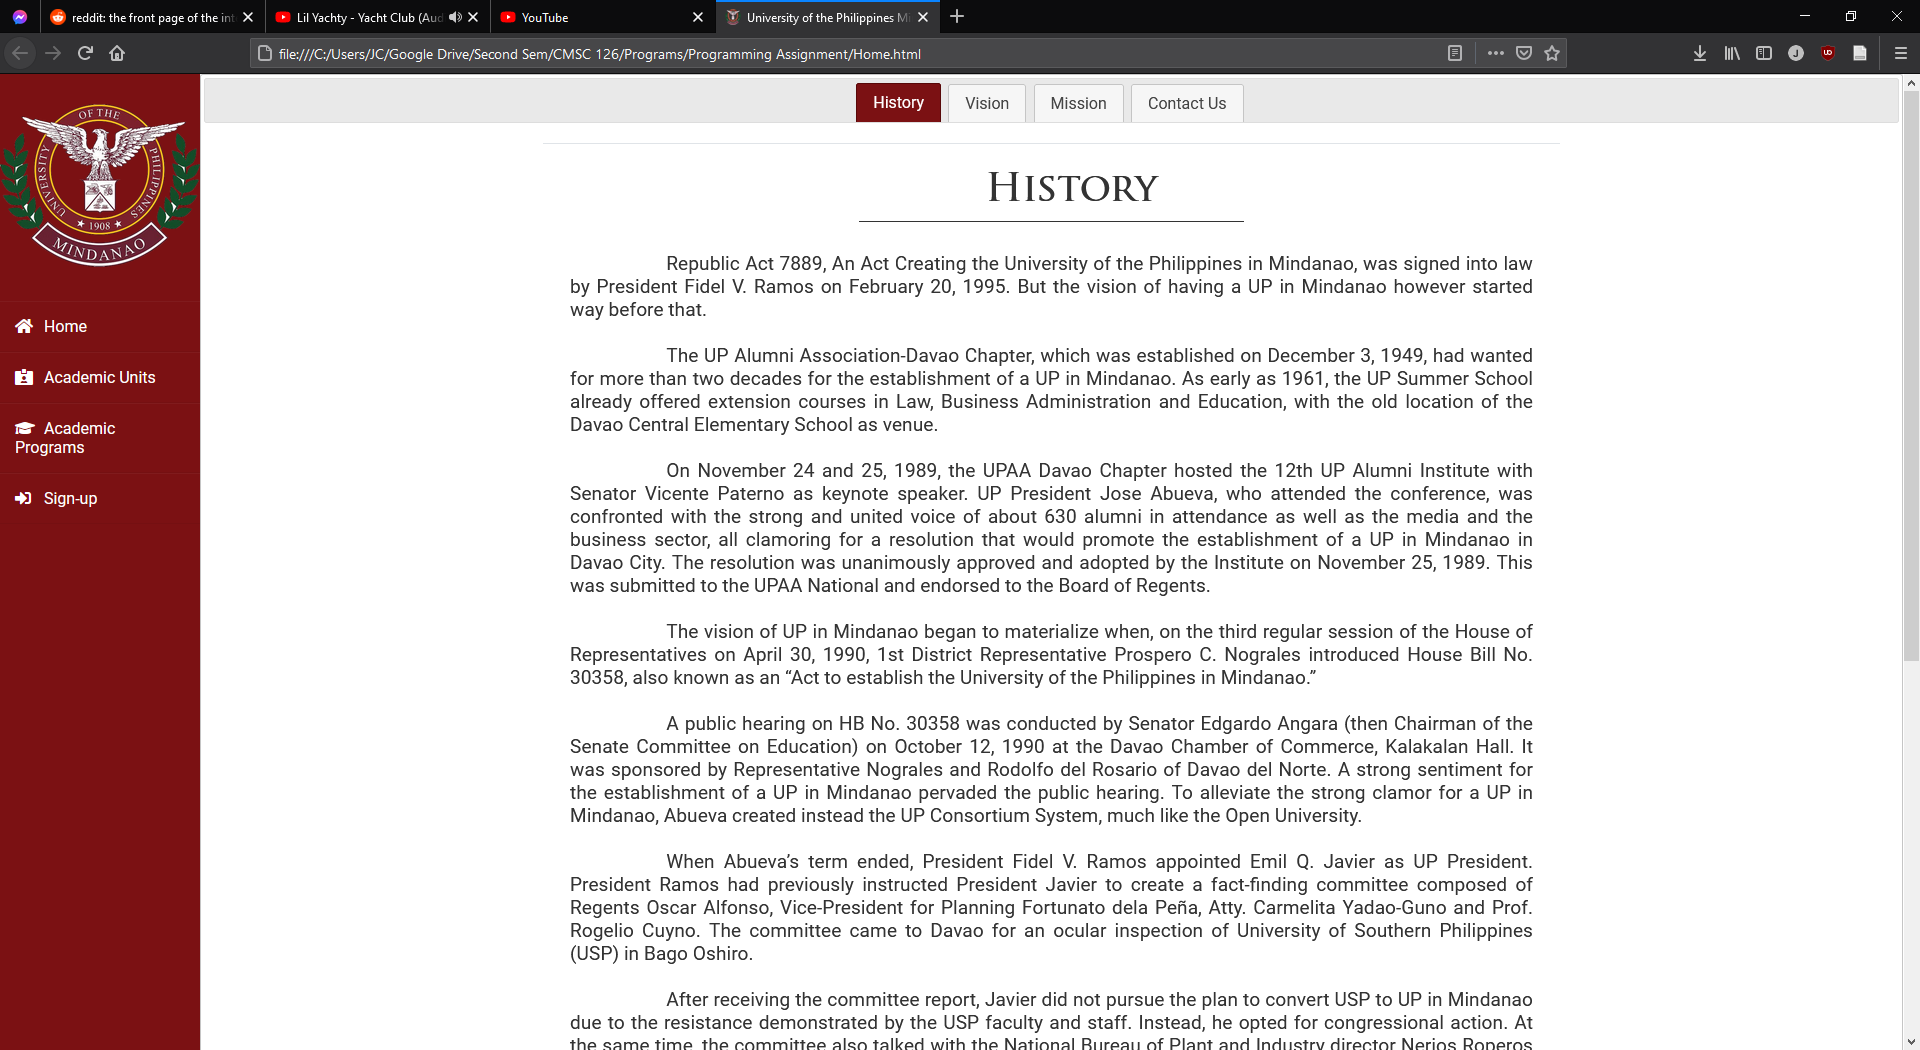 reddit: the front page of the int
Lil Yachty - Yacht Club (Aud
YouTube
University of the Philippines Mi
file:///C:/Users/JC/Google Drive/Second Sem/CMSC 126/Programs/Programming Assignment/Home.html
OF THE
UNIVERSITY
PHILIPPINES
1908
MINDANAO
Home
Academic Units
Academic
Programs
Sign-up
History
Vision
Mission
Contact Us
History
Republic Act 7889, An Act Creating the University of the Philippines in Mindanao, was signed into law
by President Fidel V. Ramos on February 20, 1995. But the vision of having a UP in Mindanao however started
way before that.
The UP Alumni Association-Davao Chapter, which was established on December 3, 1949, had wanted
for more than two decades for the establishment of a UP in Mindanao. As early as 1961, the UP Summer School
already offered extension courses in Law, Business Administration and Education, with the old location of the
Davao Central Elementary School as venue.
On November 24 and 25, 1989, the UPAA Davao Chapter hosted the 12th UP Alumni Institute with
Senator Vicente Paterno as keynote speaker. UP President Jose Abueva, who attended the conference, was
confronted with the strong and united voice of about 630 alumni in attendance as well as the media and the
business sector, all clamoring for a resolution that would promote the establishment of a UP in Mindanao in
Davao City. The resolution was unanimously approved and adopted by the Institute on November 25, 1989. This
was submitted to the UPAA National and endorsed to the Board of Regents.
The vision of UP in Mindanao began to materialize when, on the third regular session of the House of
Representatives on April 30, 1990, 1st District Representative Prospero C. Nograles introduced House Bill No.
30358, also known as an “Act to establish the University of the Philippines in Mindanao.”
A public hearing on HB No. 30358 was conducted by Senator Edgardo Angara (then Chairman of the
Senate Committee on Education) on October 12, 1990 at the Davao Chamber of Commerce, Kalakalan Hall. It
was sponsored by Representative Nograles and Rodolfo del Rosario of Davao del Norte. A strong sentiment for
the establishment of a UP in Mindanao pervaded the public hearing. To alleviate the strong clamor for a UP in
Mindanao, Abueva created instead the UP Consortium System, much like the Open University.
When Abueva’s term ended, President Fidel V. Ramos appointed Emil Q. Javier as UP President.
President Ramos had previously instructed President Javier to create a fact-finding committee composed of
Regents Oscar Alfonso, Vice-President for Planning Fortunato dela Peña, Atty. Carmelita Yadao-Guno and Prof.
Rogelio Cuyno. The committee came to Davao for an ocular inspection of University of Southern Philippines
(USP) in Bago Oshiro.
After receiving the committee report, Javier did not pursue the plan to convert USP to UP in Mindanao
due to the resistance demonstrated by the USP faculty and staff. Instead, he opted for congressional action. At
the same time, the committee also talked with the National Bureau of Plant and Industry director Nerios Roperos